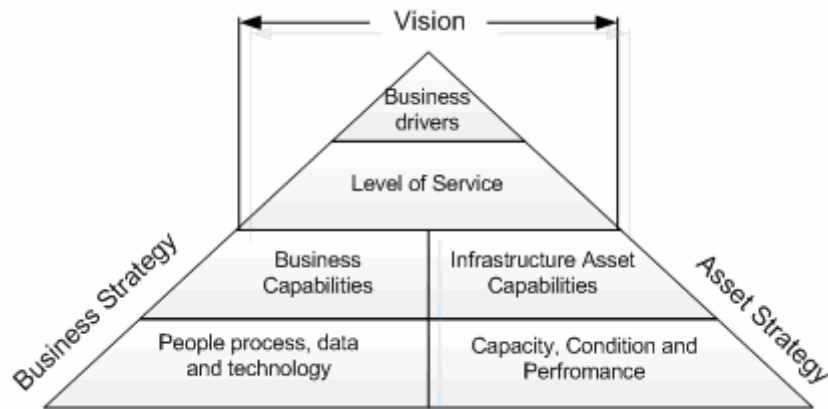 Vision
Business
drivers
Level of Service
Business
Capabilities
Infrastructure Asset
Capabilities
People process, data
and technology
Capacity, Condition and
Perfromance
Business Strategy
Asset Strategy